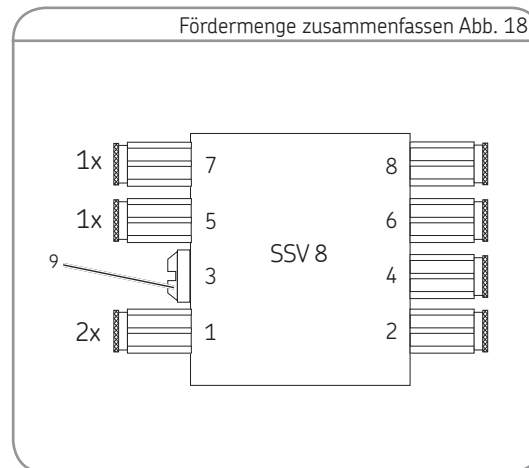 Fördermenge zusammenfassen Abb. 18
1x 7 8
1x 5 6
SSV 8
9 3 4
2x 1 2